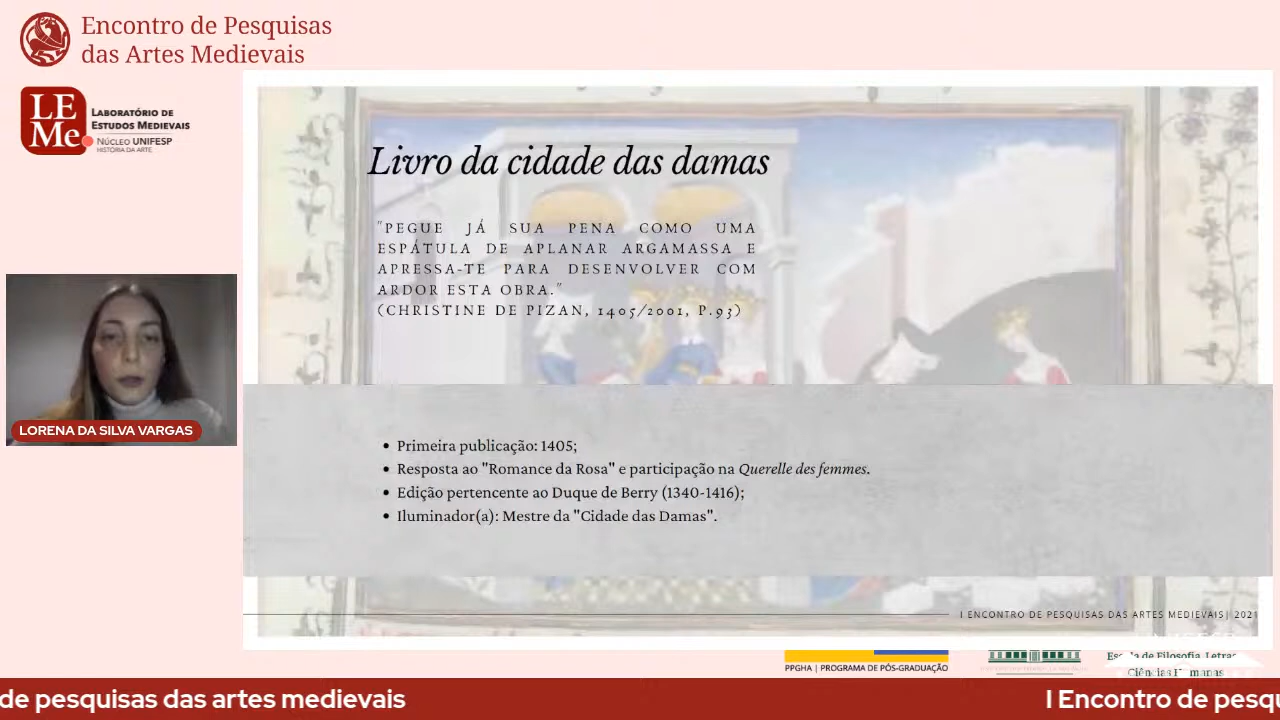 Encontro de Pesquisas
das Artes Medievais
LE
Me
LABORATÓRIO DE
ESTUDOS MEDIEVAIS
NÚCLEO UNIFESP
HISTÓRIA DA ARTE
Livro da cidade das damas
"PEGUE JÁ SUA PENA COMO UMA
ESPÁTULA DE APLANAR ARGAMASSA E
APRESSA-TE PARA DESENVOLVER COM
ARDOR ESTA OBRA."
(CHRISTINE DE PIZAN, 1405/2001, P.93)
LORENA DA SILVA VARGAS
• Primeira publicação: 1405;
• Resposta ao "Romance da Rosa" e participação na Querelle des femmes.
• Edição pertencente ao Duque de Berry (1340-1416);
• Iluminador(a): Mestre da "Cidade das Damas".
I ENCONTRO DE PESQUISAS DAS ARTES MEDIEVAIS| 2021
PPGHA | PROGRAMA DE PÓS-GRADUAÇÃO
de Filosofia, Letras
Ciências
de pesquisas das artes medievais
I Encontro de pesqu